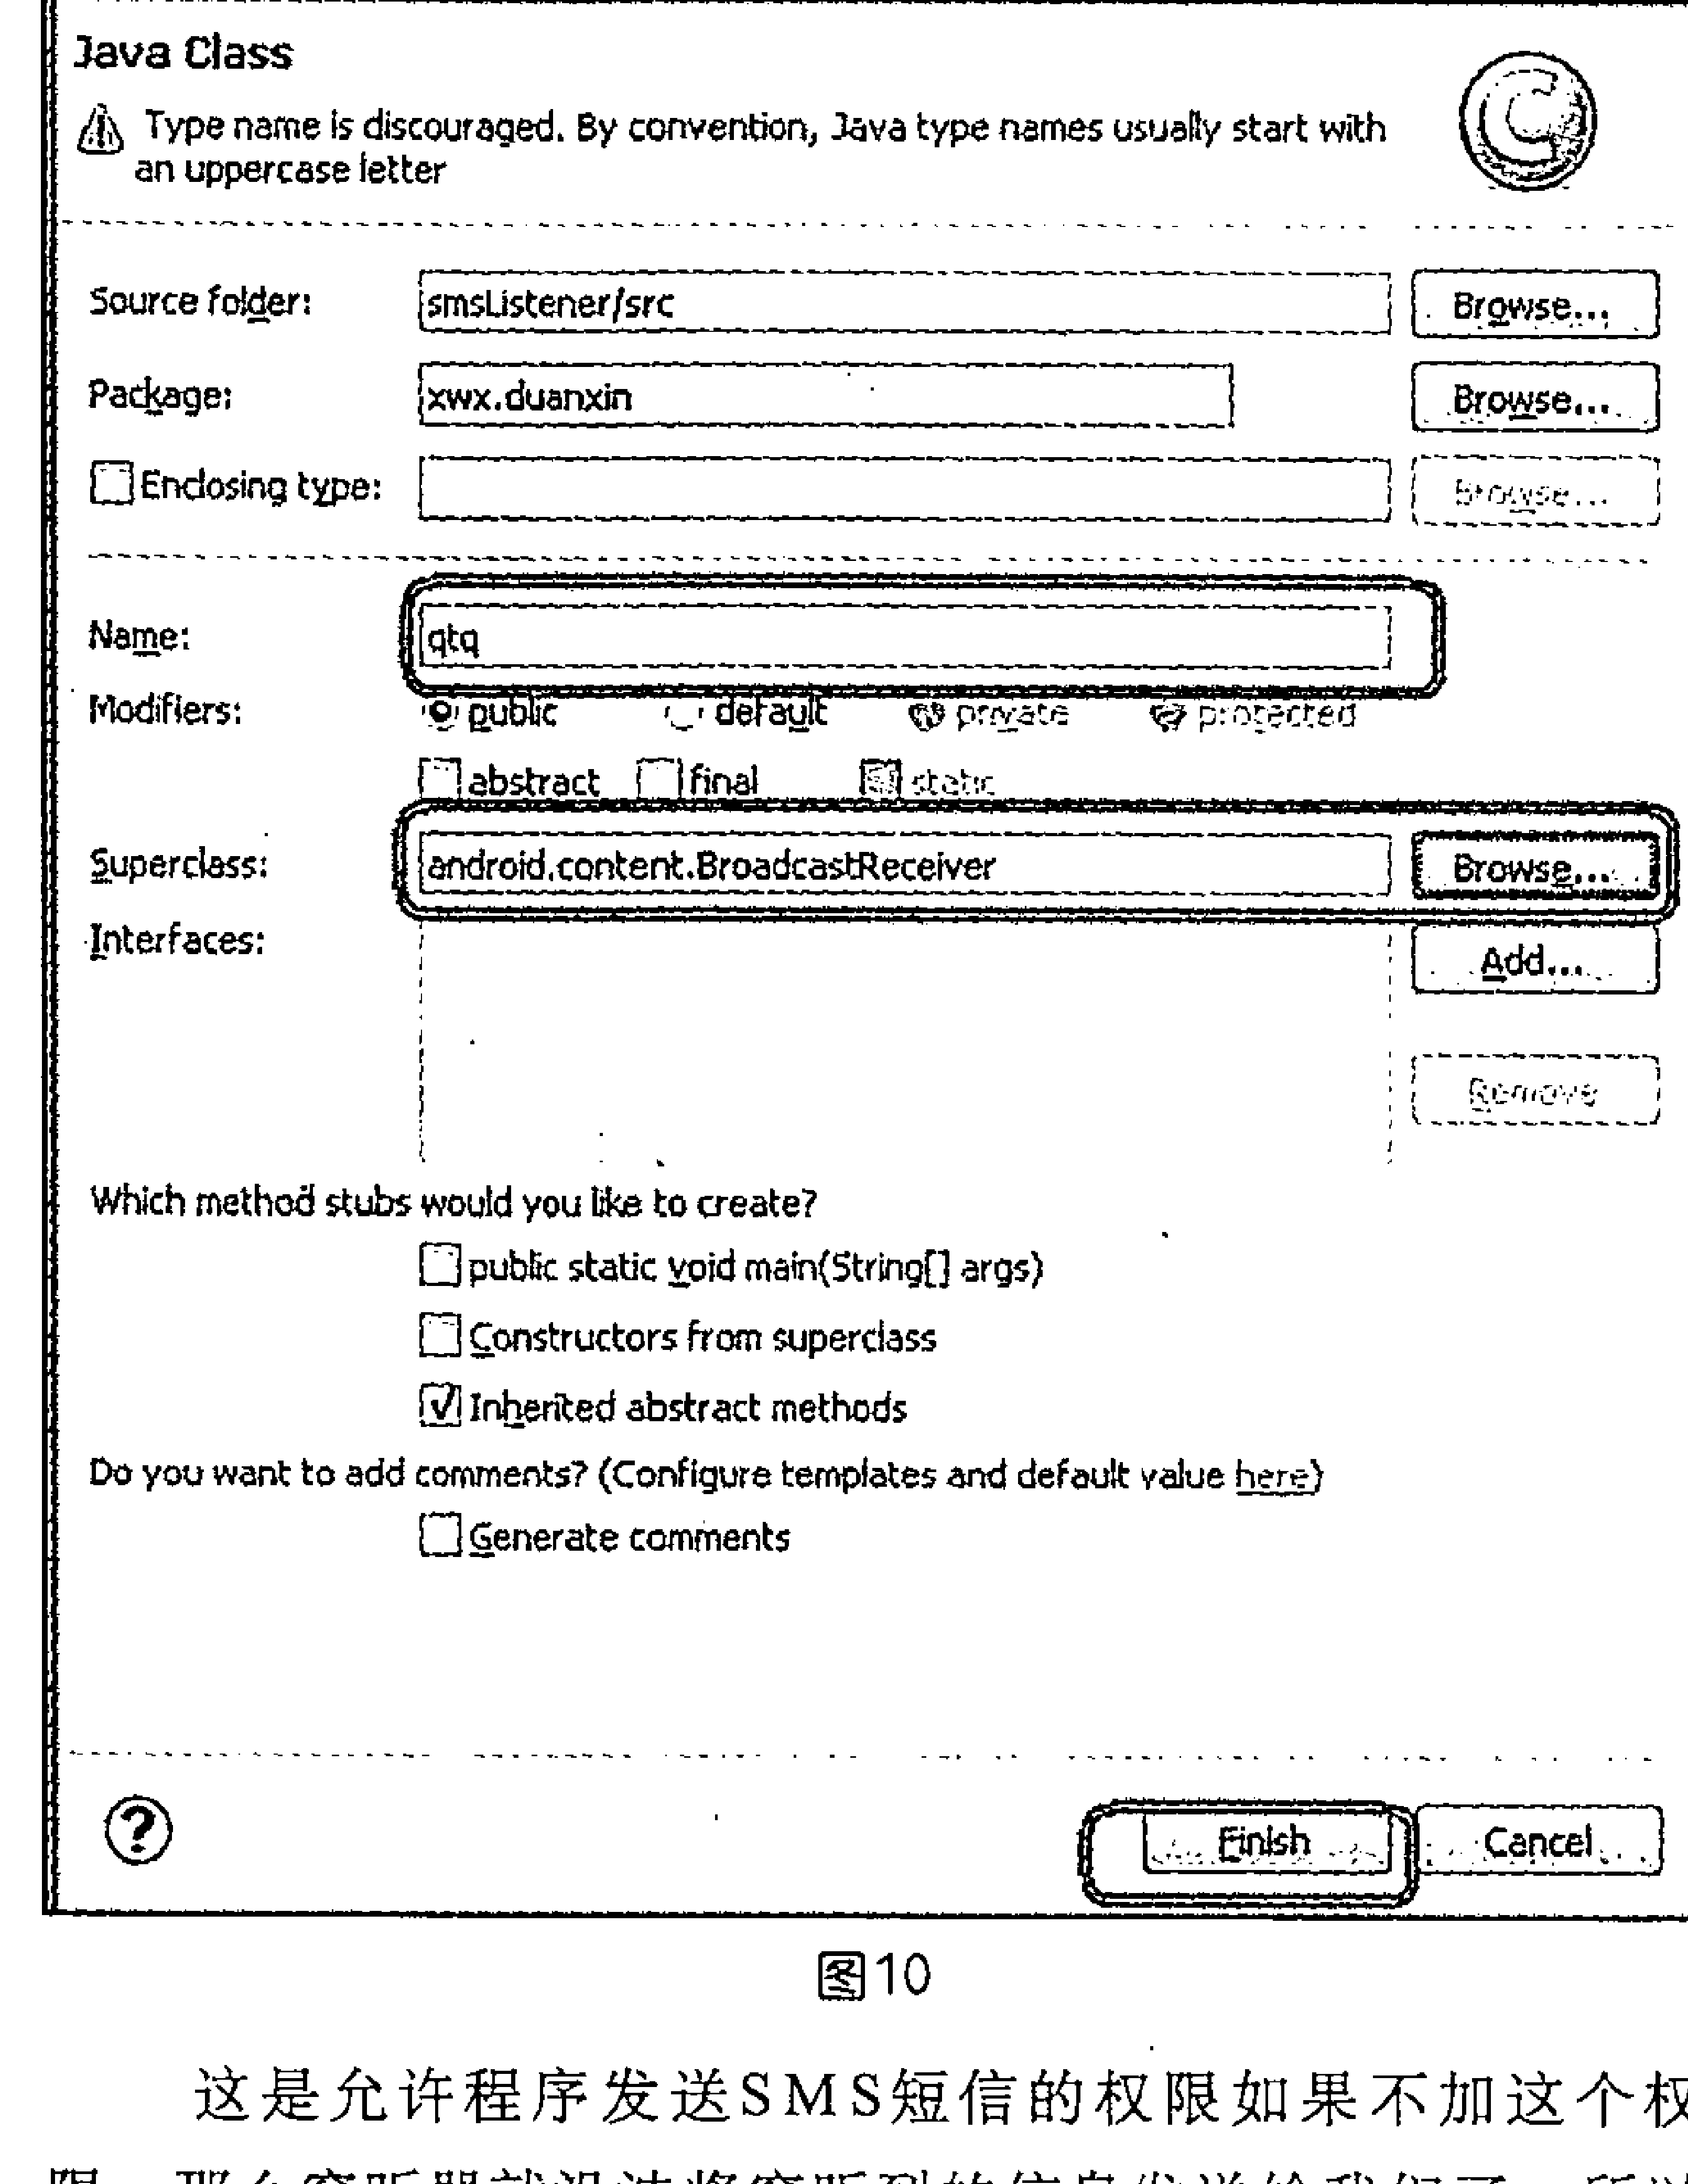 Java Class
Type name is discouraged. By convention, Java type names usually start with
an uppercase letter
Source folder: smsListener/src Browse...
Package: xwx.duanxin Browse...
Enclosing type: Browse...
Name: qtq
Modifiers: public default private protected
abstract final static
Superclass: android.content.BroadcastReceiver Browse...
Interfaces: Add...
Remove
Which method stubs would you like to create?
public static void main(String[] args)
Constructors from superclass
Inherited abstract methods
Do you want to add comments? (Configure templates and default value here)
Generate comments
Finish Cancel
图10
这是允许程序发送SMS短信的权限如果不加这个权